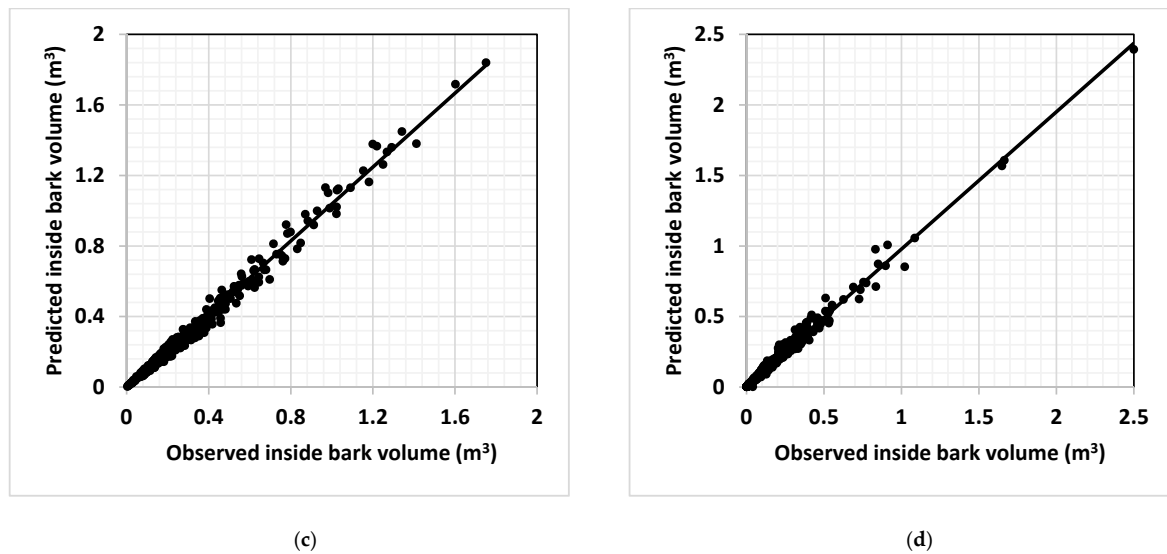 2
1.6
1.2
0.8
0.4
0
0 0.4 0.8 1.2 1.6 2
Predicted inside bark volume (m³)
Observed inside bark volume (m³)
(c)
2.5
2
1.5
1
0.5
0
0 0.5 1 1.5 2 2.5
Predicted inside bark volume (m³)
Observed inside bark volume (m³)
(d)